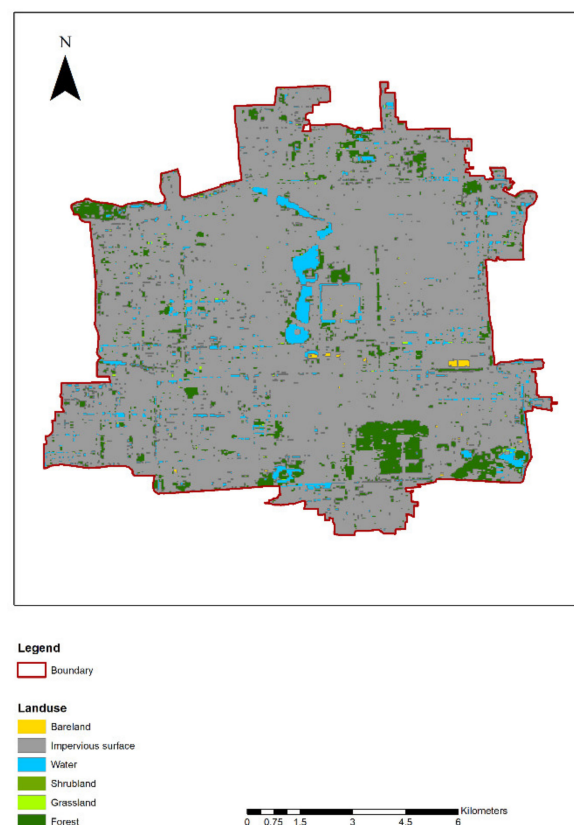 N
Legend
Boundary
Landuse
Bareland
Impervious surface
Water
Shrubland
Grassland
Forest
Kilometers
0 0.75 1.5 3 4.5 6